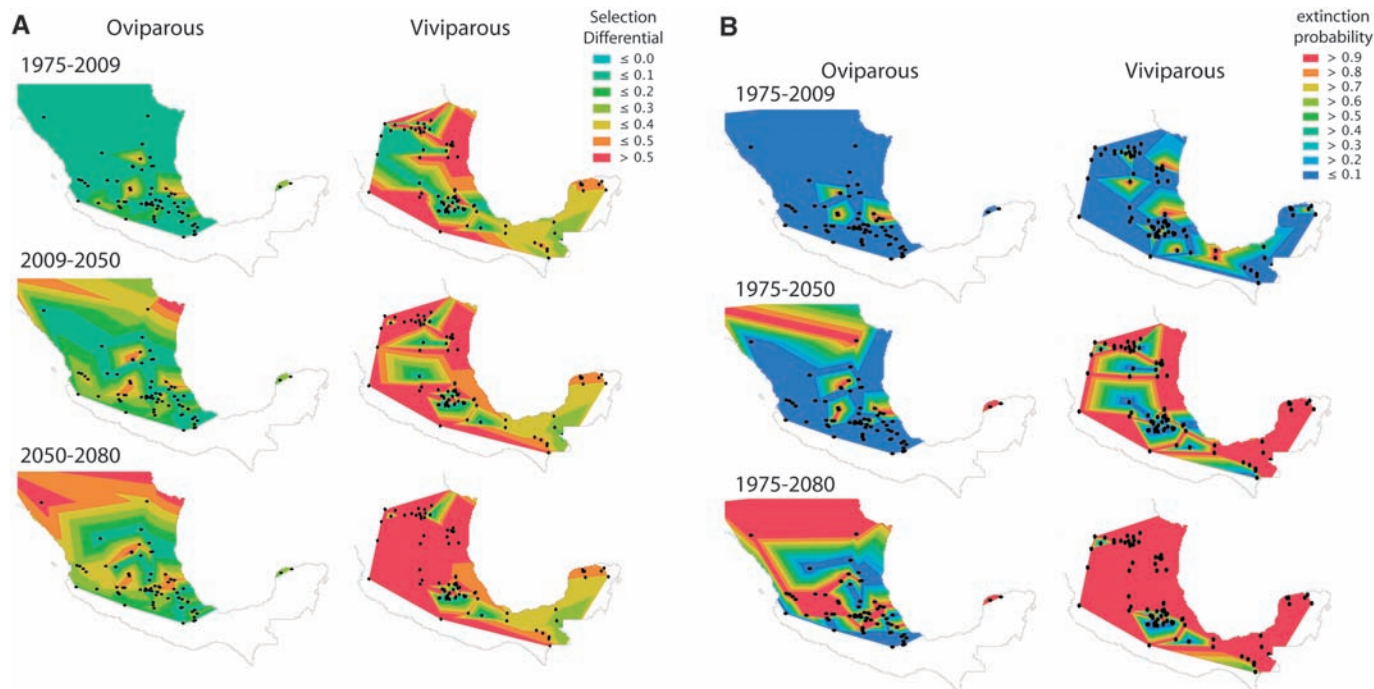 A
Oviparous
Viviparous
Selection
Differential
≤ 0.0
≤ 0.1
≤ 0.2
≤ 0.3
≤ 0.4
≤ 0.5
> 0.5
1975-2009
2009-2050
2050-2080
B
Oviparous
Viviparous
extinction
probability
> 0.9
> 0.8
> 0.7
> 0.6
> 0.5
> 0.4
> 0.3
> 0.2
≤ 0.1
1975-2009
1975-2050
1975-2080